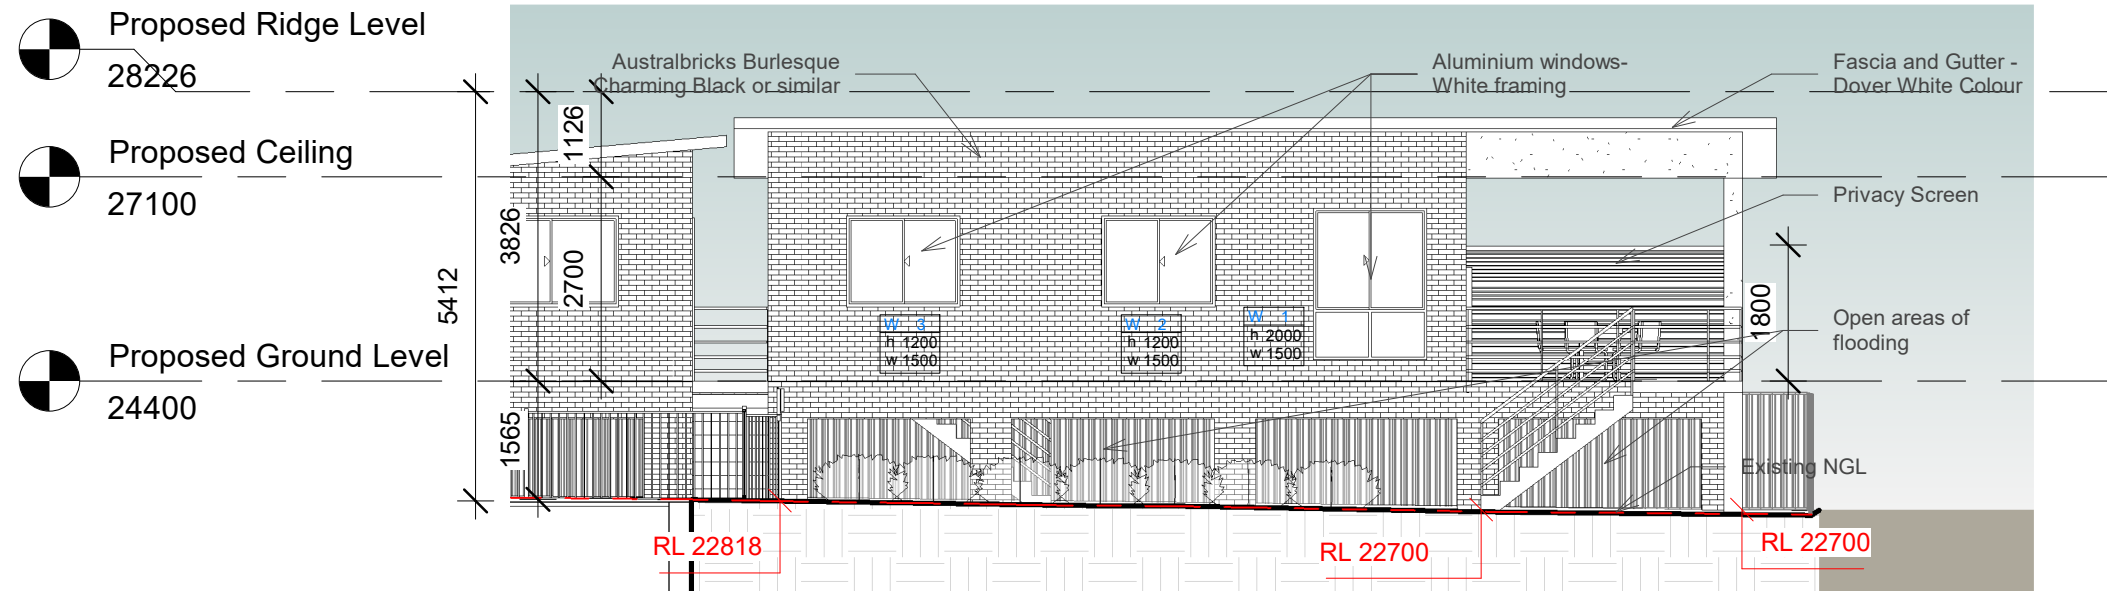 Proposed Ridge Level
28226
Proposed Ceiling
27100
Proposed Ground Level
24400
Australbricks Burlesque
Charming Black or similar
Aluminium windows-
White framing
Fascia and Gutter -
Dover White Colour
Privacy Screen
Open areas of
flooding
Existing NGL
1126
3826
2700
5412
1565
1800
W 3
h 1200
w 1500
W 2
h 1200
w 1500
W 1
h 2000
w 1500
RL 22818
RL 22700
RL 22700